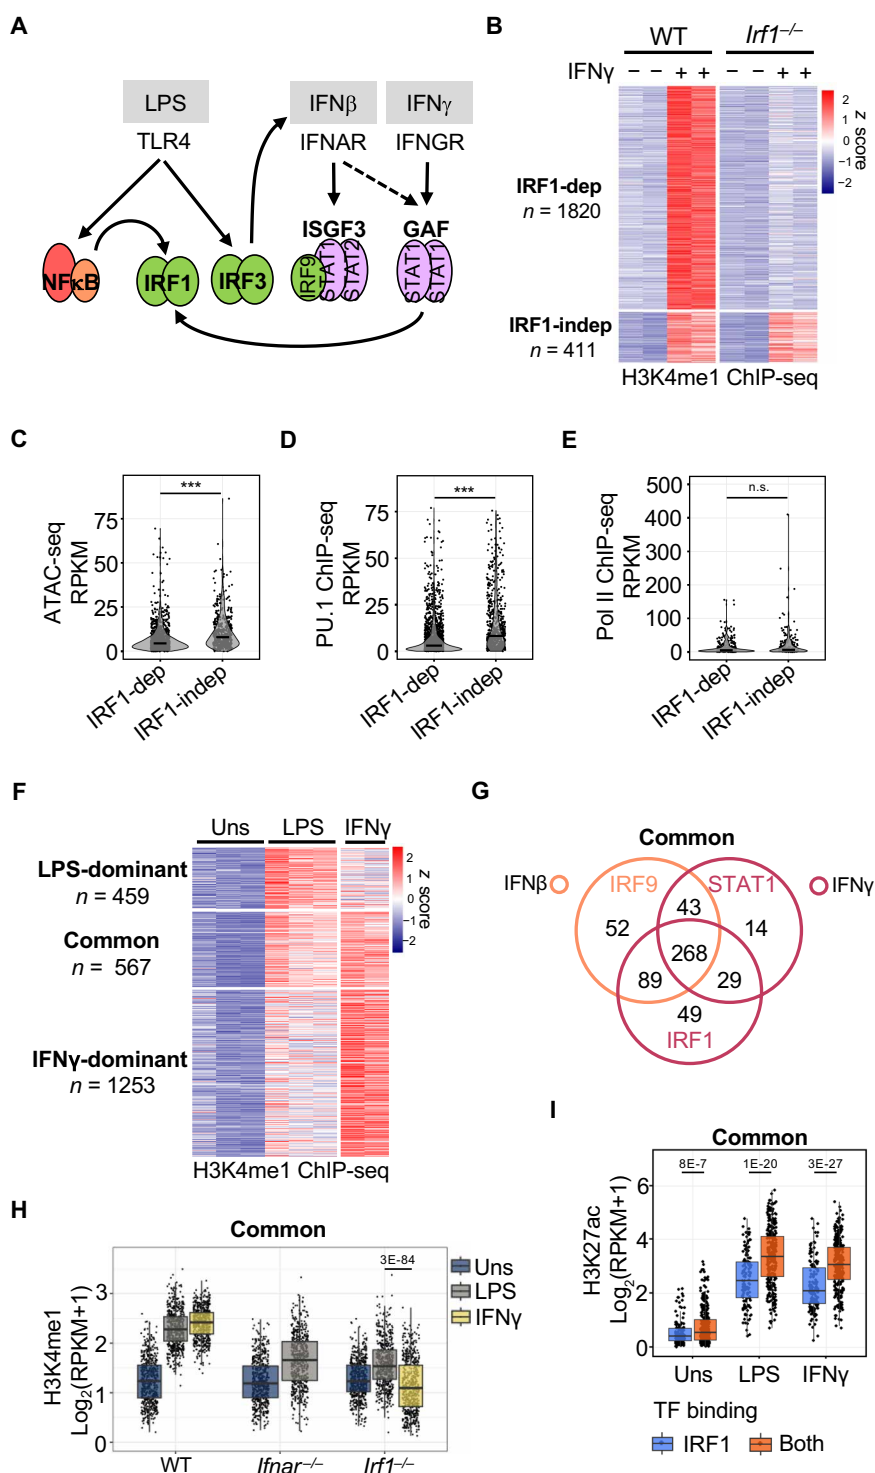 A
LPS
IFNβ
IFNγ
TLR4
IFNAR
IFNGR
ISGF3
GAF
NFκB
IRF1
IRF3
IRF9
STAT1
STAT2
STAT1
STAT1
B
WT
Irf1–/–
IFNγ
– – + + – – + +
IRF1-dep
n = 1820
IRF1-indep
n = 411
H3K4me1 ChIP-seq
2
1
0
−1
−2
z score
C
ATAC-seq
RPKM
75
50
25
0
***
IRF1-dep
IRF1-indep
D
PU.1 ChIP-seq
RPKM
75
50
25
0
***
IRF1-dep
IRF1-indep
E
Pol II ChIP-seq
RPKM
500
400
300
200
100
0
n.s.
IRF1-dep
IRF1-indep
F
Uns
LPS
IFNγ
LPS-dominant
n = 459
Common
n = 567
IFNγ-dominant
n = 1253
H3K4me1 ChIP-seq
2
1
0
−1
−2
z score
G
Common
IFNβ
IRF9
STAT1
IFNγ
43
52
14
268
89
29
49
IRF1
H
Common
3E-84
H3K4me1
Log2(RPKM+1)
3
2
1
0
WT
Ifnar–/–
Irf1–/–
Uns
LPS
IFNγ
I
Common
8E-7
1E-20
3E-27
H3K27ac
Log2(RPKM+1)
6
4
2
0
Uns
LPS
IFNγ
TF binding
IRF1
Both